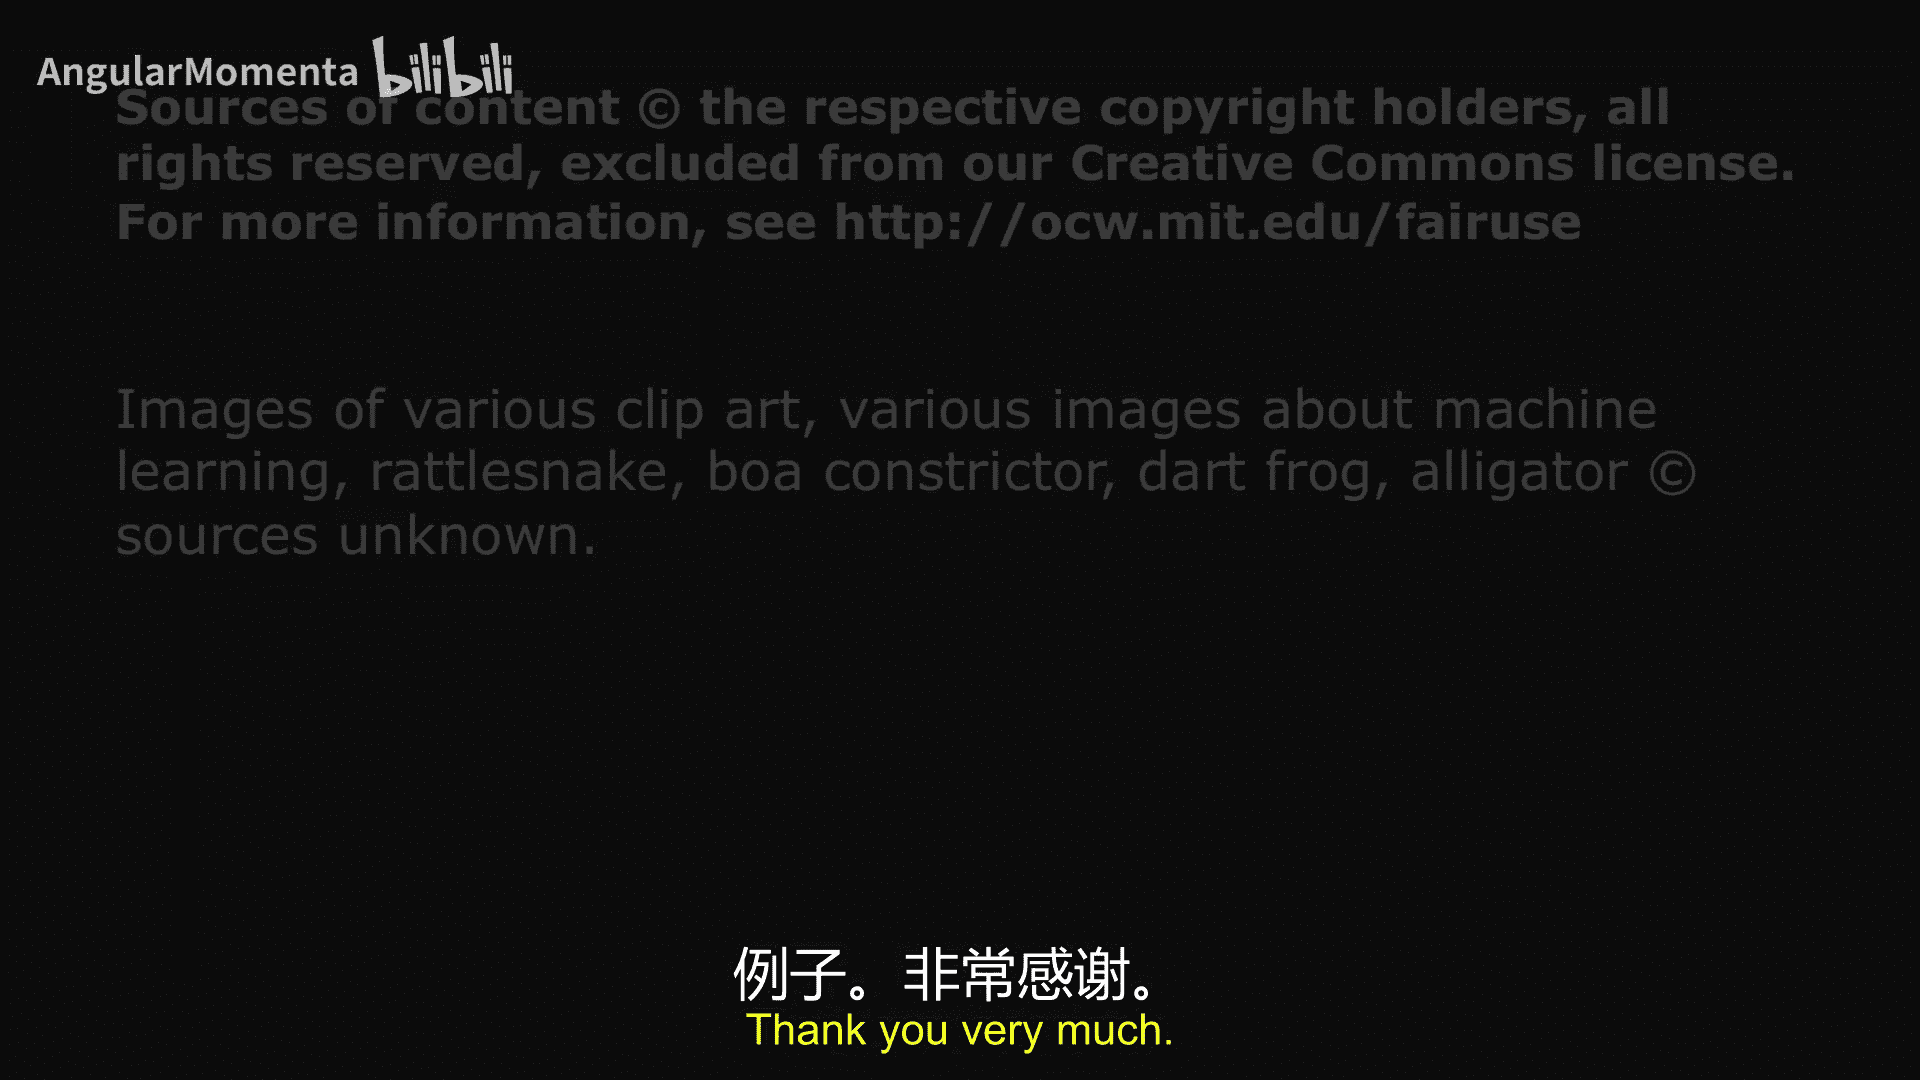 AngularMomenta bilibili
Sources of content © the respective copyright holders, all
rights reserved, excluded from our Creative Commons license.
For more information, see http://ocw.mit.edu/fairuse
Images of various clip art, various images about machine
learning, rattlesnake, boa constrictor, dart frog, alligator ©
sources unknown.
例子。非常感谢。
Thank you very much.